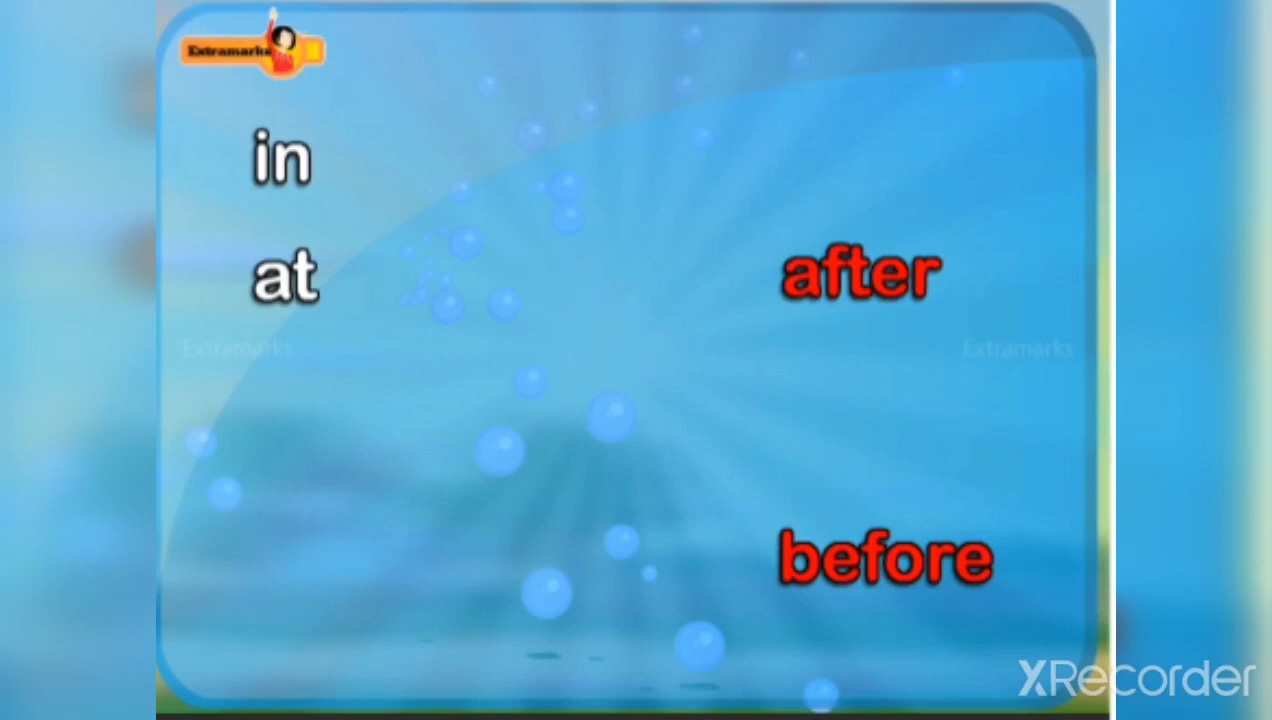 Extramarks
in
at
after
Extramarks
Extramarks
before
XRecorder